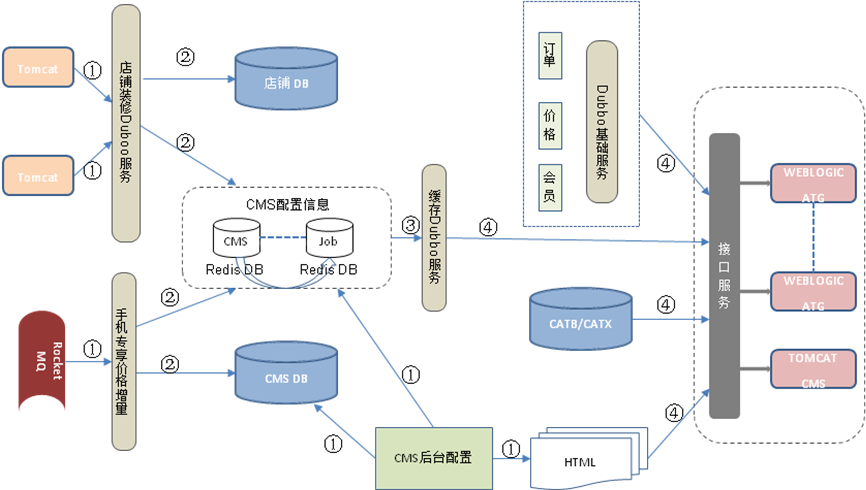 Tomcat
①
①
Tomcat
店铺装修Duboo服务
②
店铺 DB
②
CMS配置信息
CMS
Job
Redis DB
Redis DB
③
缓存Dubbo服务
④
订单
价格
会员
Dubbo基础服务
④
接口服务
WEBLOGIC
ATG
WEBLOGIC
ATG
TOMCAT
CMS
CATB/CATX
④
Rocket
MQ
①
手机专享价格增量
②
②
CMS DB
①
①
CMS后台配置
①
HTML
④